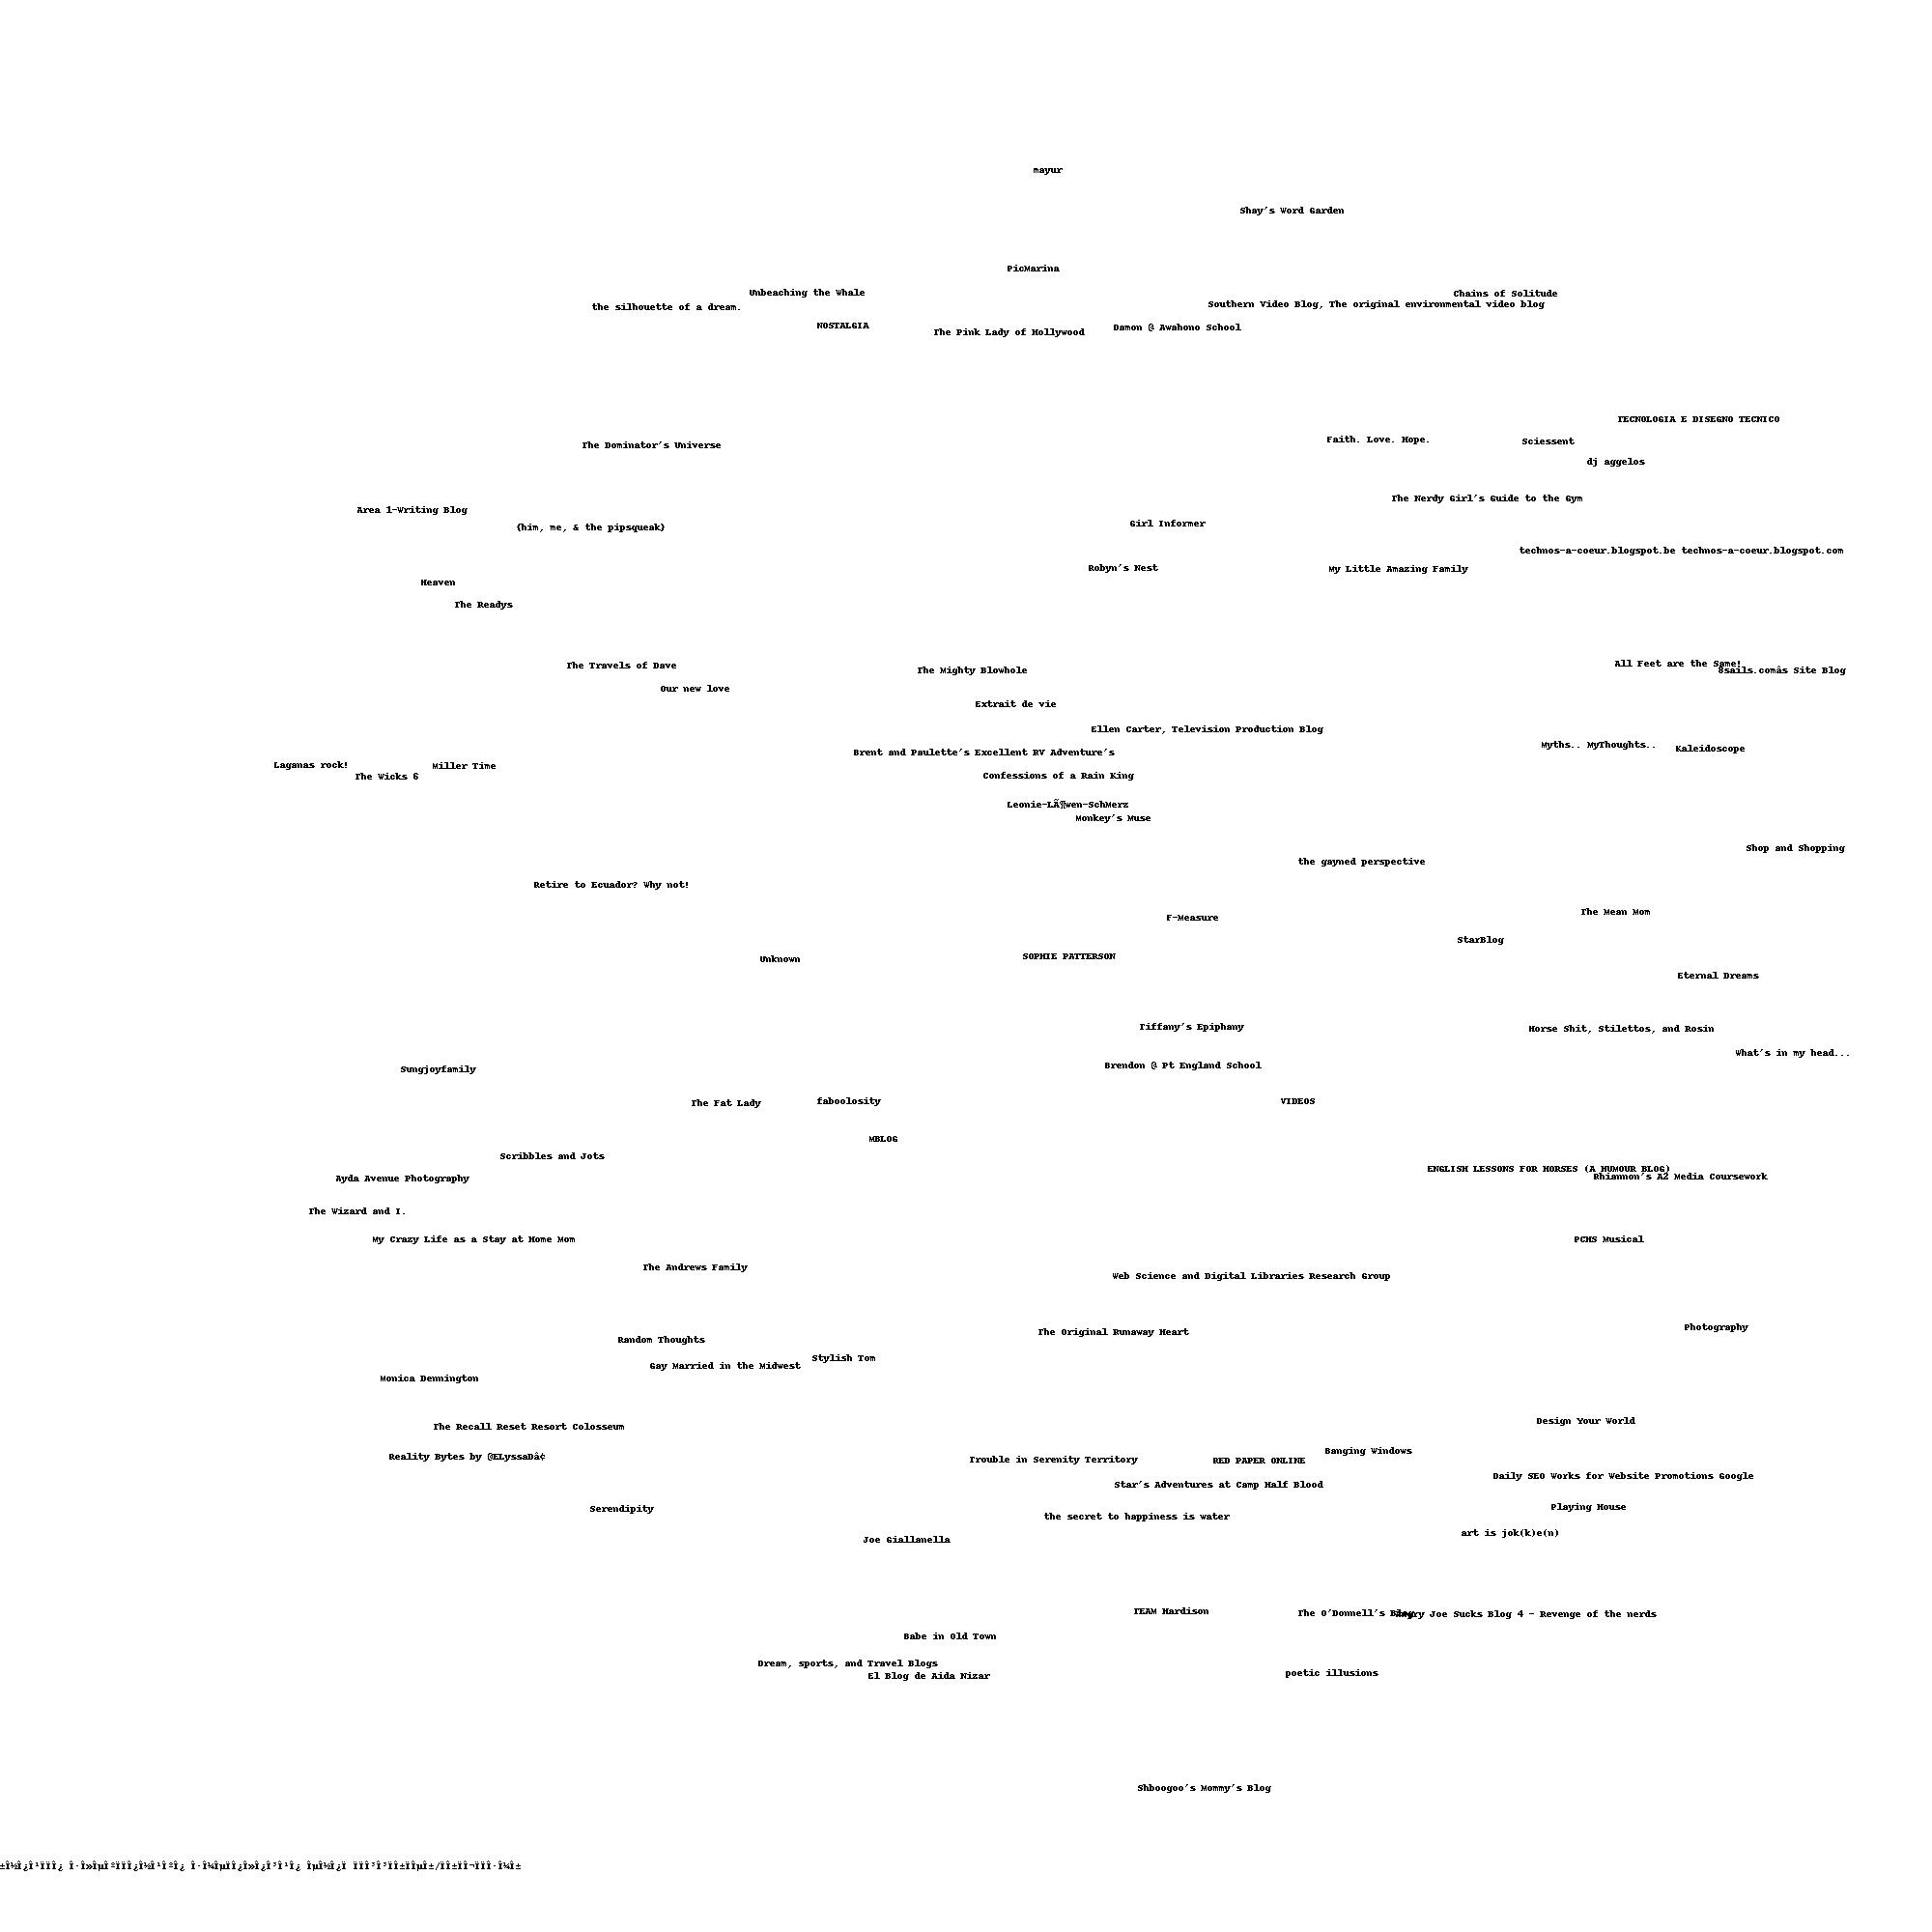 mayur
Shay's Word Garden
PicMarina
Unbeaching the Whale
Chains of Solitude
the silhouette of a dream.
Southern Video Blog, The original environmental video blog
NOSTALGIA
The Pink Lady of Hollywood
Damon @ Awahono School
TECNOLOGIA E DISEGNO TECNICO
The Dominator's Universe
Faith. Love. Hope.
Sciessent
dj aggelos
The Nerdy Girl's Guide to the Gym
Area 1-Writing Blog
{him, me, & the pipsqueak}
Girl Informer
technos-a-coeur.blogspot.be technos-a-coeur.blogspot.com
Robyn's Nest
My Little Amazing Family
Heaven
The Readys
The Travels of Dave
The Mighty Blowhole
All Feet are the Same!
8sails.comâs Site Blog
Our new love
Extrait de vie
Ellen Carter, Television Production Blog
Brent and Paulette's Excellent RV Adventure's
Myths.. MyThoughts..
Kaleidoscope
Laganas rock!
Miller Time
The Wicks 6
Confessions of a Rain King
Leonie-LÃ¶wen-SchMerz
Monkey's Muse
Shop and Shopping
the gayned perspective
Retire to Ecuador? Why not!
The Mean Mom
F-Measure
StarBlog
Unknown
SOPHIE PATTERSON
Eternal Dreams
Tiffany's Epiphany
Horse Shit, Stilettos, and Rosin
What's in my head...
Sungjoyfamily
Brendon @ Pt England School
The Fat Lady
faboolosity
VIDEOS
MBLOG
Scribbles and Jots
ENGLISH LESSONS FOR HORSES (A HUMOUR BLOG)
Ayda Avenue Photography
Rhiannon's A2 Media Coursework
The Wizard and I.
My Crazy Life as a Stay at Home Mom
PCHS Musical
The Andrews Family
Web Science and Digital Libraries Research Group
Photography
Random Thoughts
The Original Runaway Heart
Gay Married in the Midwest
Stylish Tom
Monica Dennington
The Recall Reset Resort Colosseum
Design Your World
Reality Bytes by @ELyssaDâ¢
Trouble in Serenity Territory
RED PAPER ONLINE
Banging Windows
Daily SEO Works for Website Promotions Google
Star's Adventures at Camp Half Blood
Serendipity
Playing House
the secret to happiness is water
art is jok(k)e(n)
Joe Giallanella
TEAM Hardison
The O'Donnell's Blog
Angry Joe Sucks Blog 4 - Revenge of the nerds
Babe in Old Town
Dream, sports, and Travel Blogs
El Blog de Aida Nizar
poetic illusions
Shboogoo's Mommy's Blog